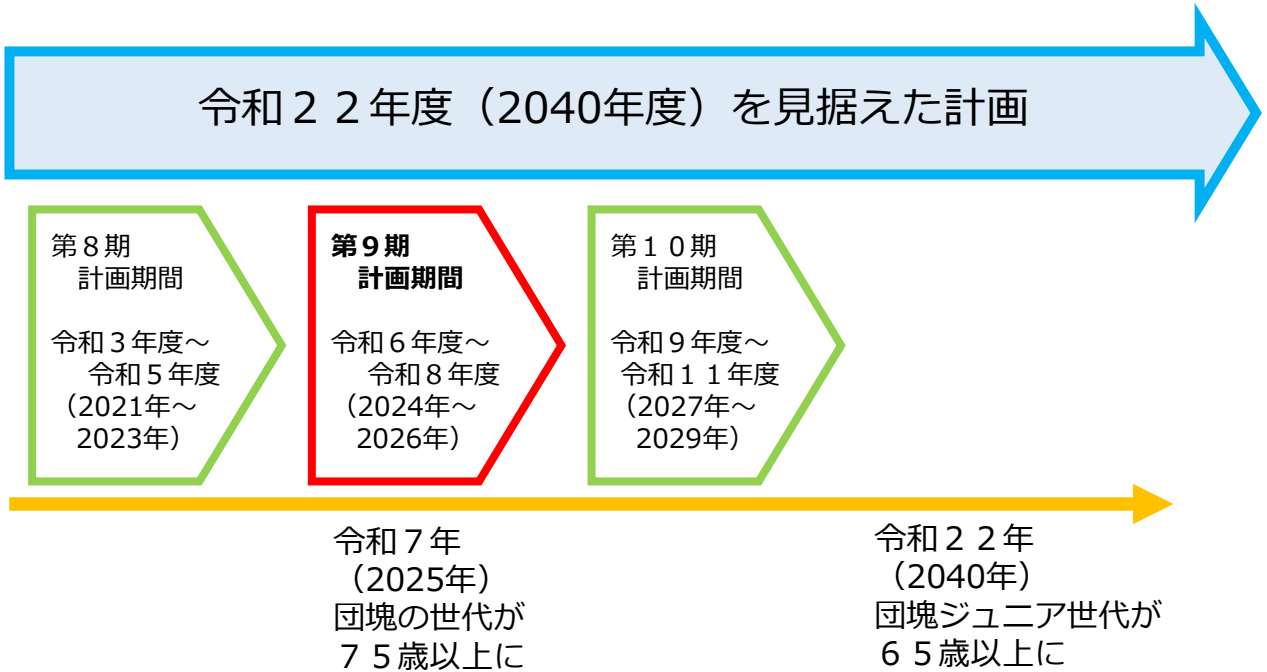 令和２２年度（2040年度）を見据えた計画
第８期
計画期間
令和３年度～
令和５年度
（2021年～
2023年）
第９期
計画期間
令和６年度～
令和８年度
（2024年～
2026年）
第１０期
計画期間
令和９年度～
令和１１年度
（2027年～
2029年）
令和７年
（2025年）
団塊の世代が
７５歳以上に
令和２２年
（2040年）
団塊ジュニア世代が
６５歳以上に